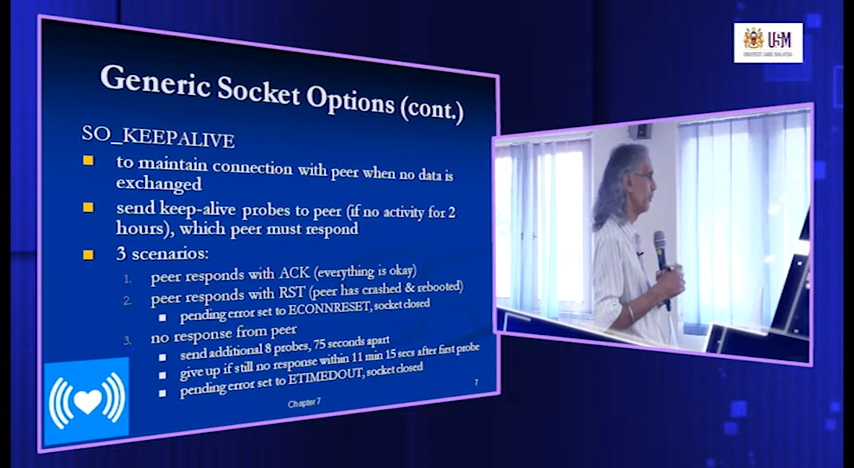 USM
UNIVERSITI SAINS MALAYSIA
Generic Socket Options (cont.)
SO_KEEPALIVE
to maintain connection with peer when no data is
exchanged
send keep-alive probes to peer (if no activity for 2
hours), which peer must respond
3 scenarios:
1. peer responds with ACK (everything is okay)
2. peer responds with RST (peer has crashed & rebooted)
pending error set to ECONNRESET, socket closed
3. no response from peer
send additional 8 probes, 75 seconds apart
give up if still no response within 11 min 15 secs after first probe
pending error set to ETIMEDOUT, socket closed
Chapter 7
7